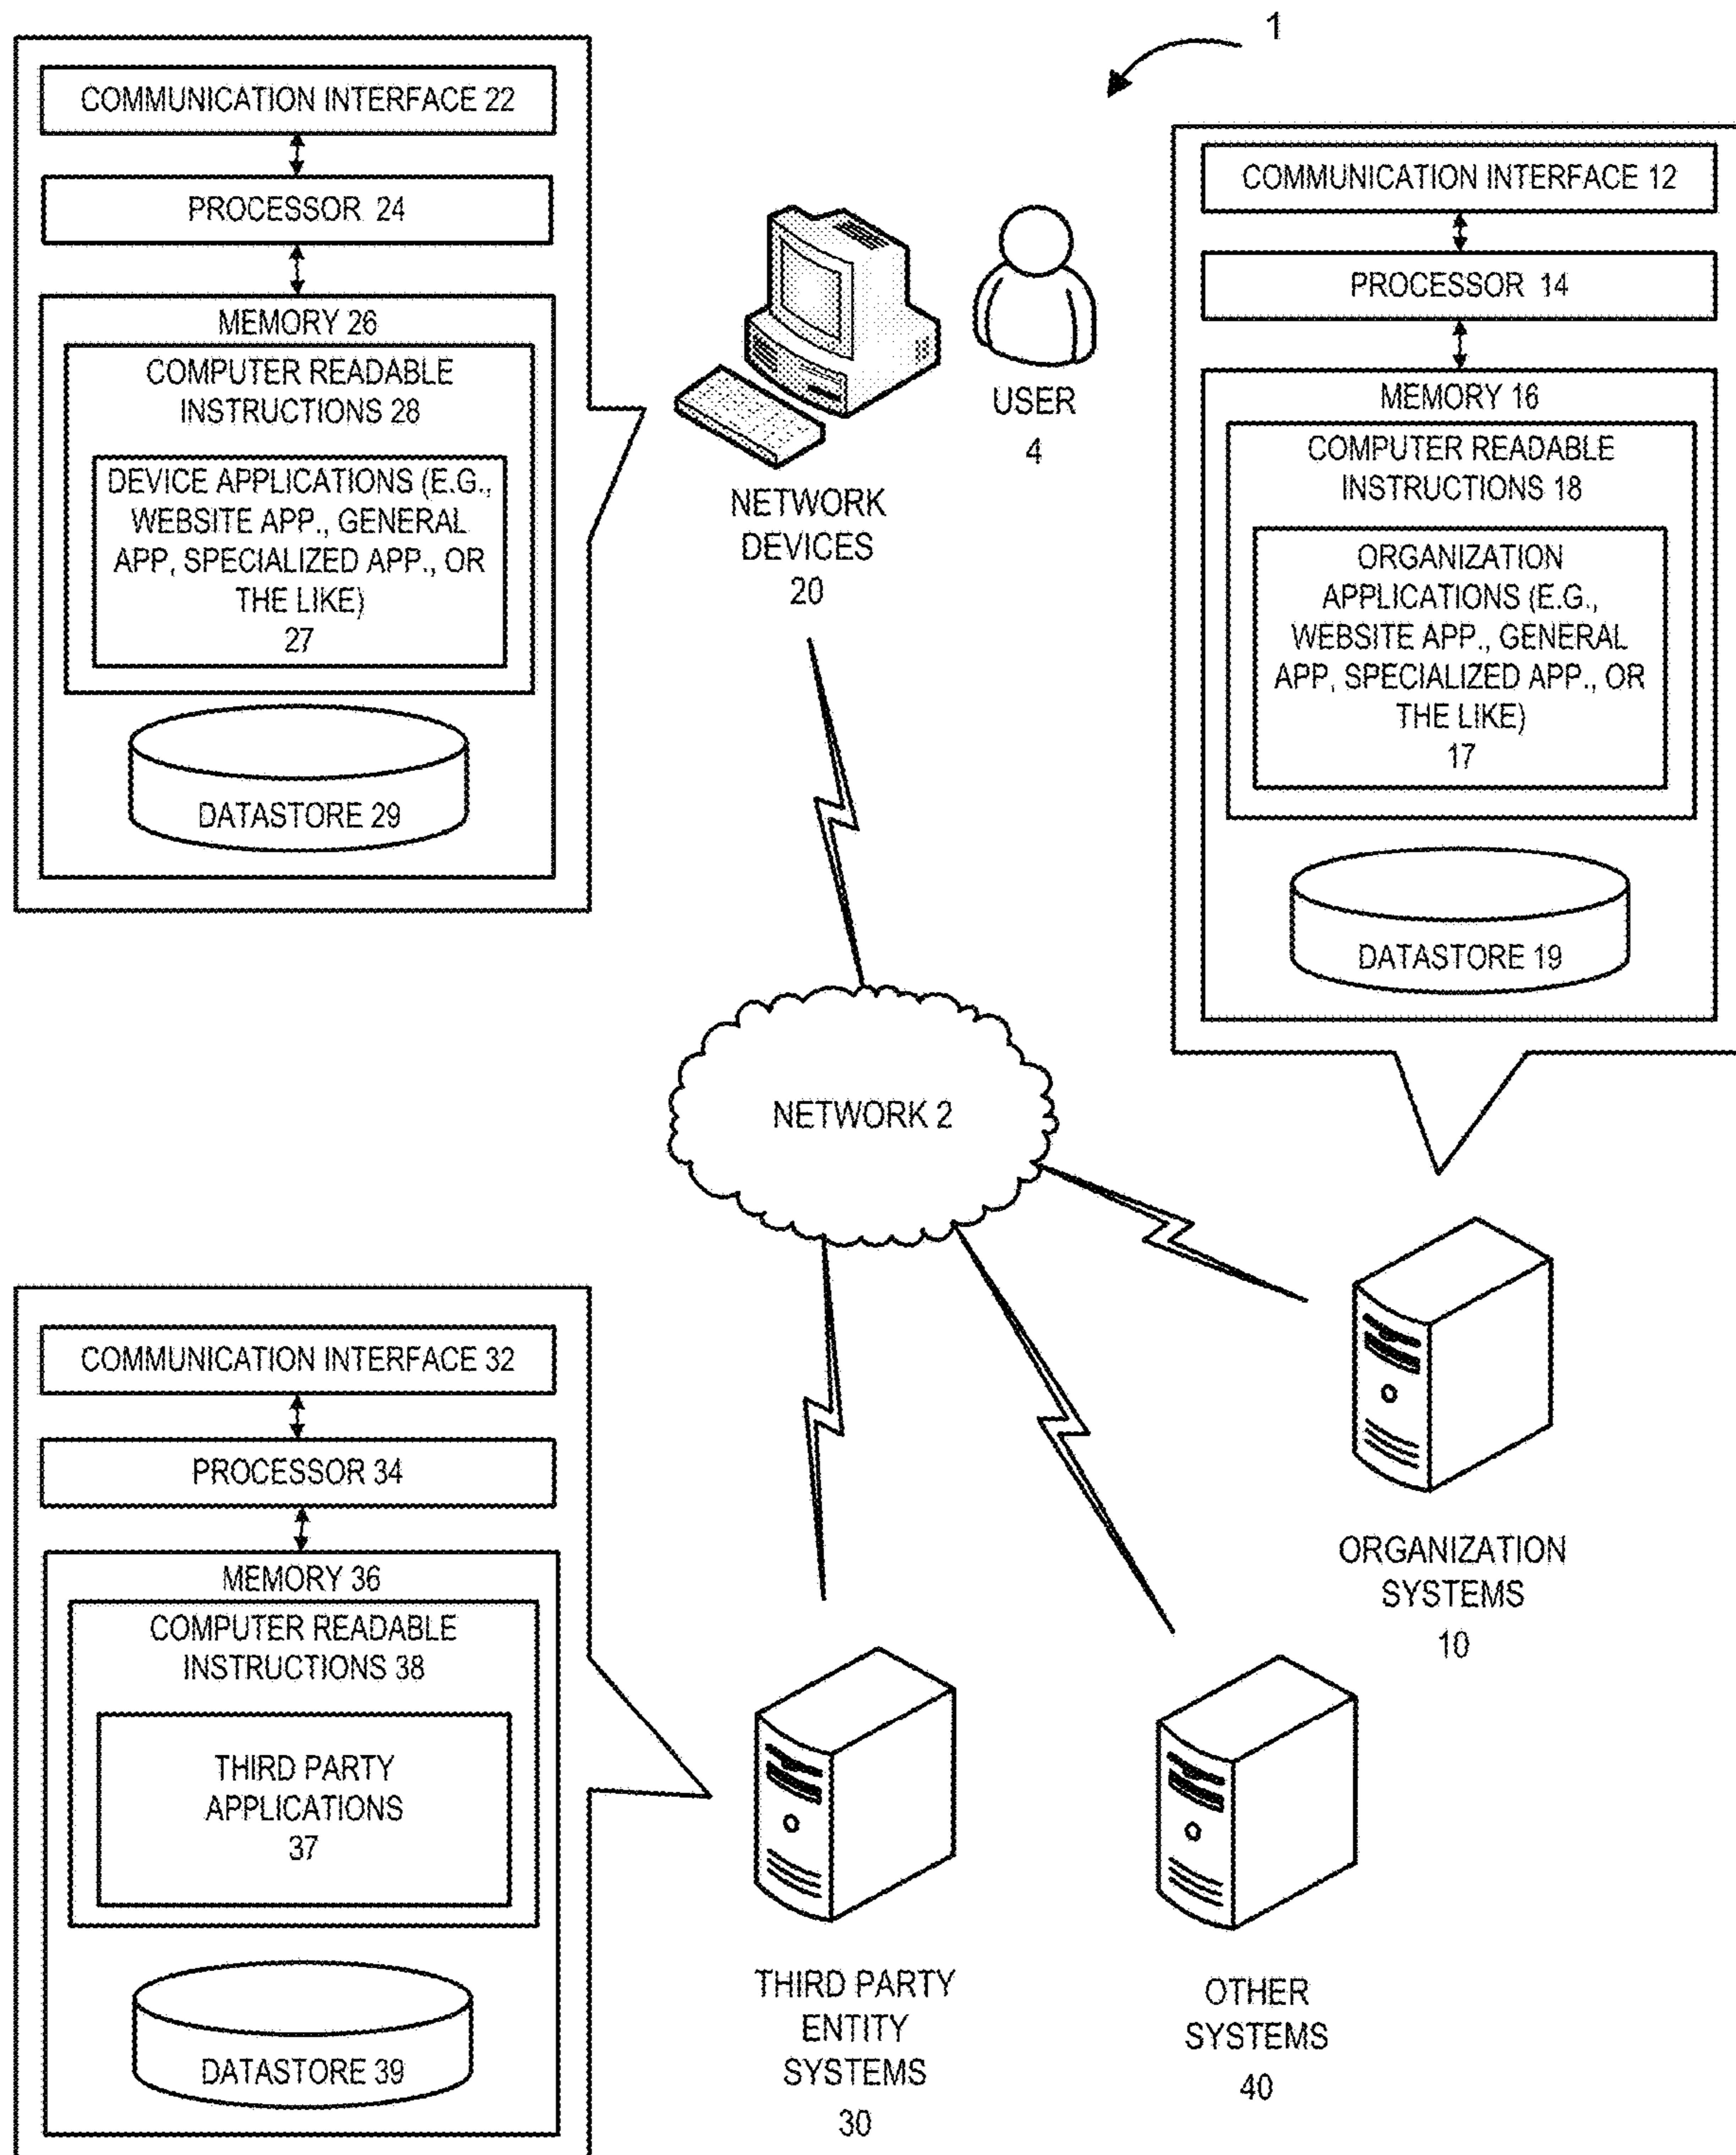 1
COMMUNICATION INTERFACE 22
PROCESSOR 24
MEMORY 26
COMPUTER READABLE
INSTRUCTIONS 28
DEVICE APPLICATIONS (E.G.,
WEBSITE APP., GENERAL
APP, SPECIALIZED APP., OR
THE LIKE)
27
DATASTORE 29
NETWORK
DEVICES
20
USER
4
COMMUNICATION INTERFACE 12
PROCESSOR 14
MEMORY 16
COMPUTER READABLE
INSTRUCTIONS 18
ORGANIZATION
APPLICATIONS (E.G.,
WEBSITE APP., GENERAL
APP, SPECIALIZED APP., OR
THE LIKE)
17
DATASTORE 19
NETWORK 2
ORGANIZATION
SYSTEMS
10
COMMUNICATION INTERFACE 32
PROCESSOR 34
MEMORY 36
COMPUTER READABLE
INSTRUCTIONS 38
THIRD PARTY
APPLICATIONS
37
DATASTORE 39
THIRD PARTY
ENTITY
SYSTEMS
30
OTHER
SYSTEMS
40